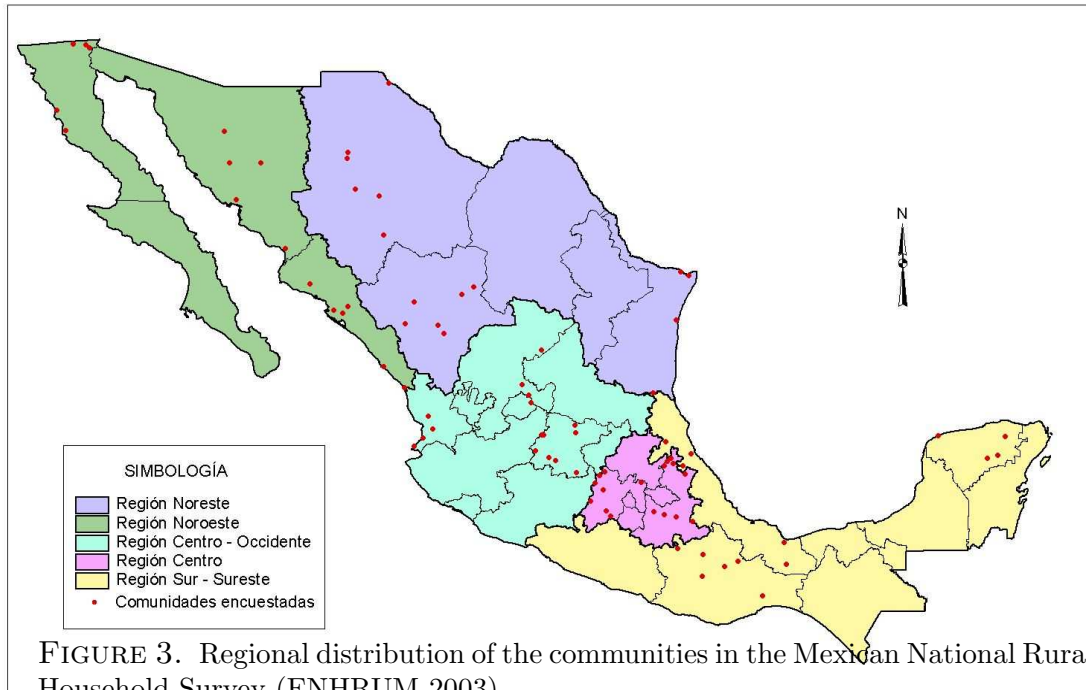 N
SIMBOLOGÍA
Región Noreste
Región Noroeste
Región Centro - Occidente
Región Centro
Región Sur - Sureste
Comunidades encuestadas
FIGURE 3. Regional distribution of the communities in the Mexican National Rura
Household Survey (ENHRUM 2003)